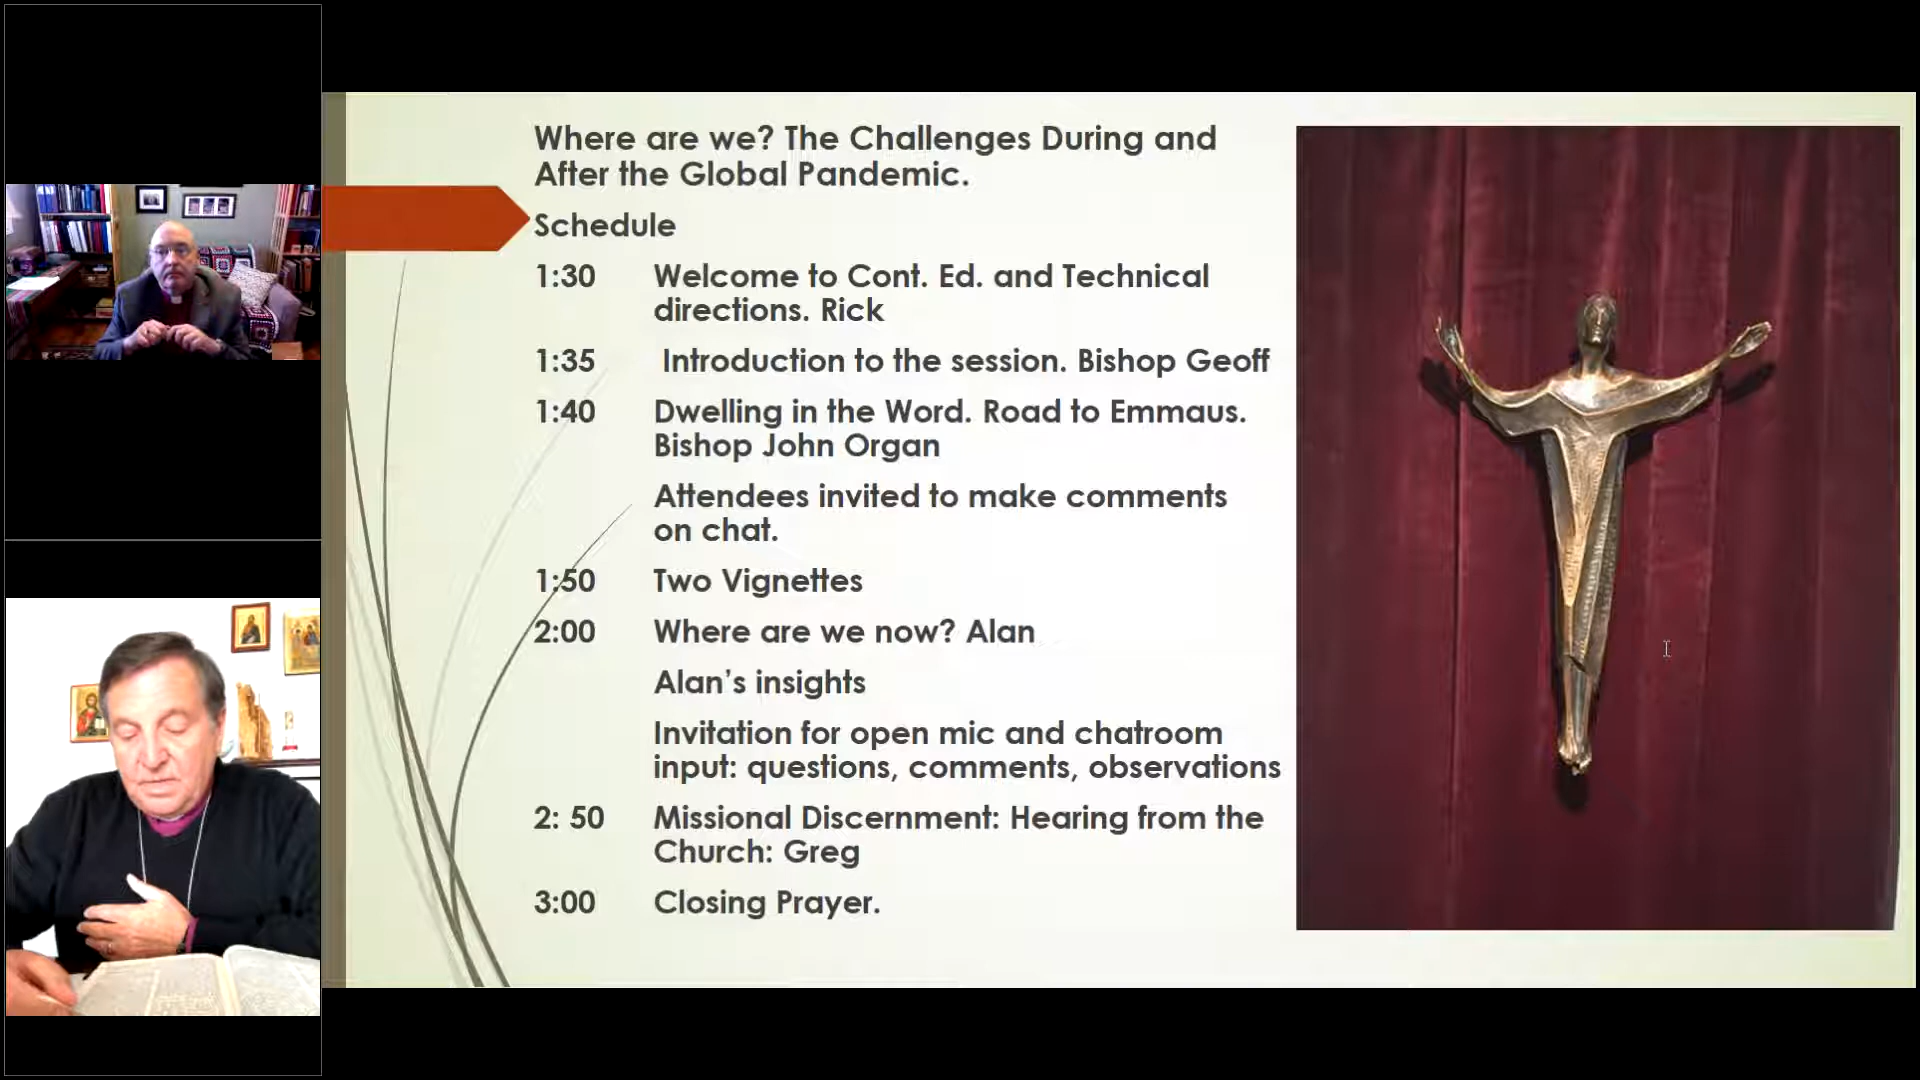 Where are we? The Challenges During and
After the Global Pandemic.
Schedule
1:30 Welcome to Cont. Ed. and Technical
directions. Rick
1:35 Introduction to the session. Bishop Geoff
1:40 Dwelling in the Word. Road to Emmaus.
Bishop John Organ
Attendees invited to make comments
on chat.
1:50 Two Vignettes
2:00 Where are we now? Alan
Alan’s insights
Invitation for open mic and chatroom
input: questions, comments, observations
2: 50 Missional Discernment: Hearing from the
Church: Greg
3:00 Closing Prayer.